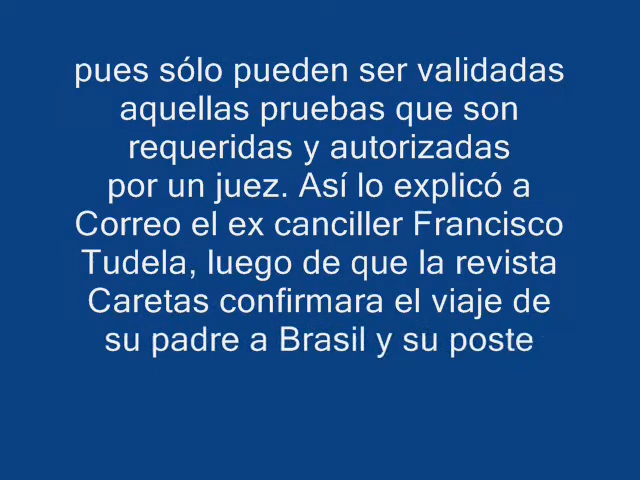 pues sólo pueden ser validadas
aquellas pruebas que son
requeridas y autorizadas
por un juez. Así lo explicó a
Correo el ex canciller Francisco
Tudela, luego de que la revista
Caretas confirmara el viaje de
su padre a Brasil y su poste